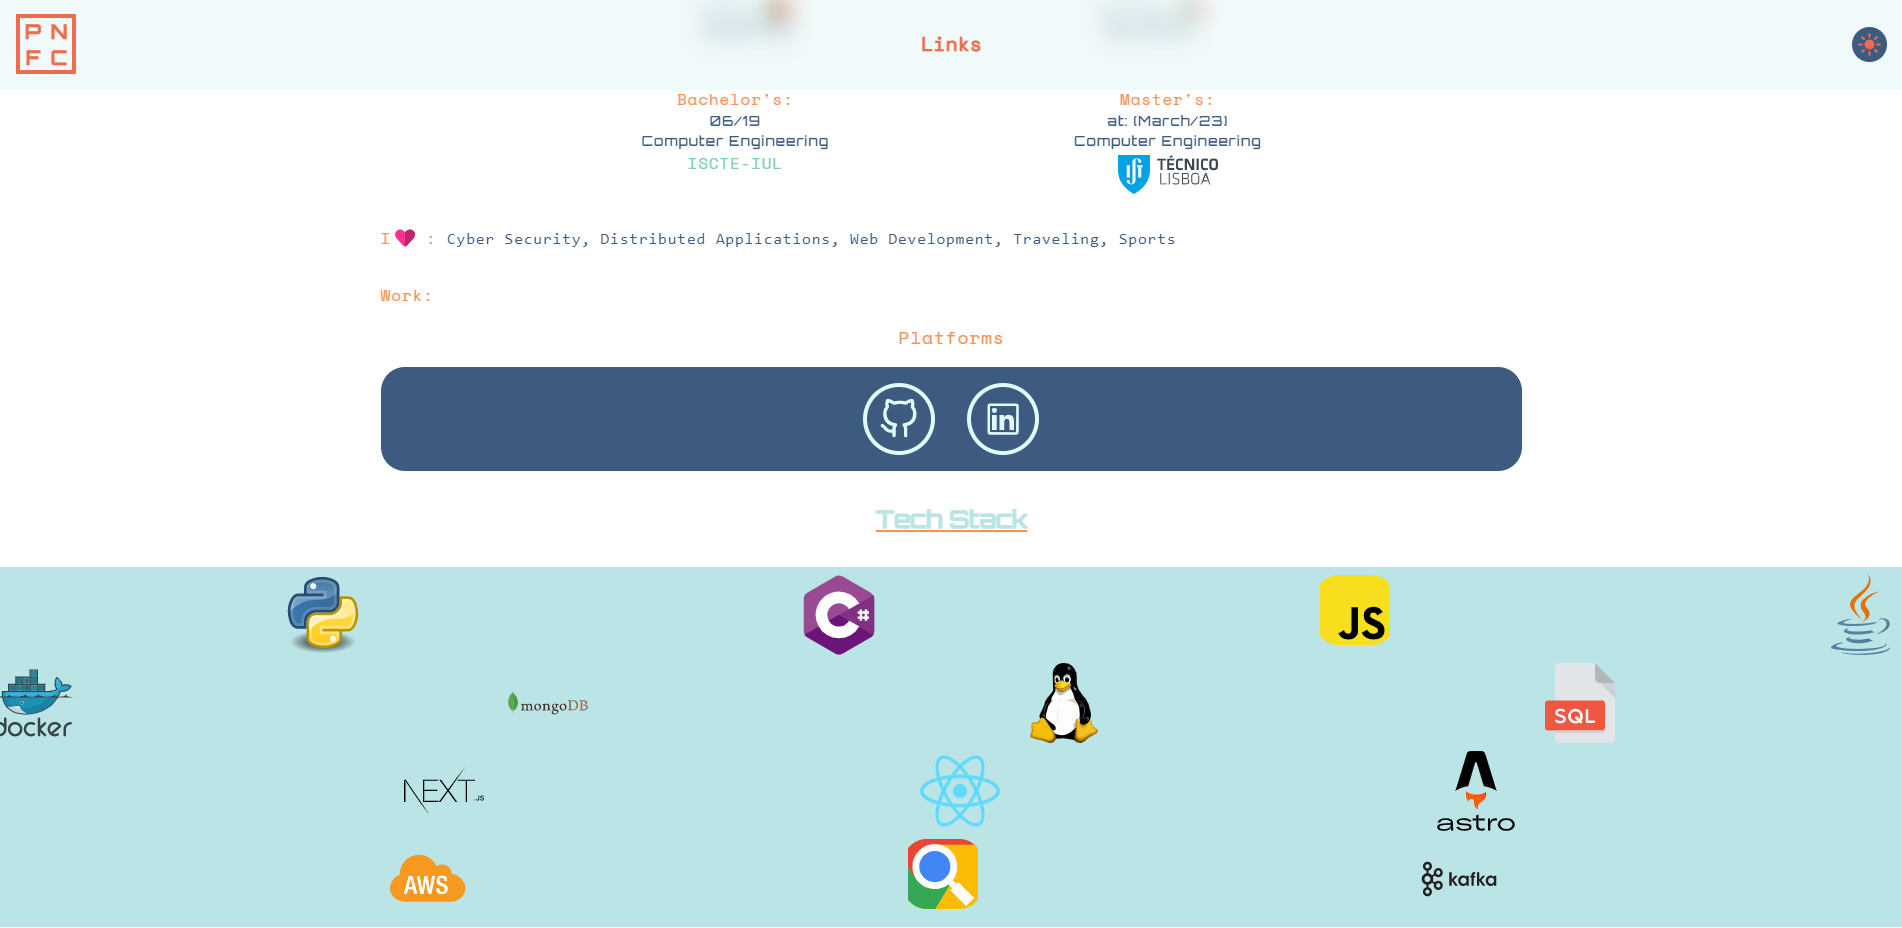 P N
F C
Links
Bachelor's:
06/19
Computer Engineering
ISCTE-IUL
Master's:
at: (March/23)
Computer Engineering
TÉCNICO
LISBOA
I : Cyber Security, Distributed Applications, Web Development, Traveling, Sports
Work:
Platforms
in
Tech Stack
C#
JS
docker
mongoDB
SQL
NEXT.JS
astro
AWS
kafka